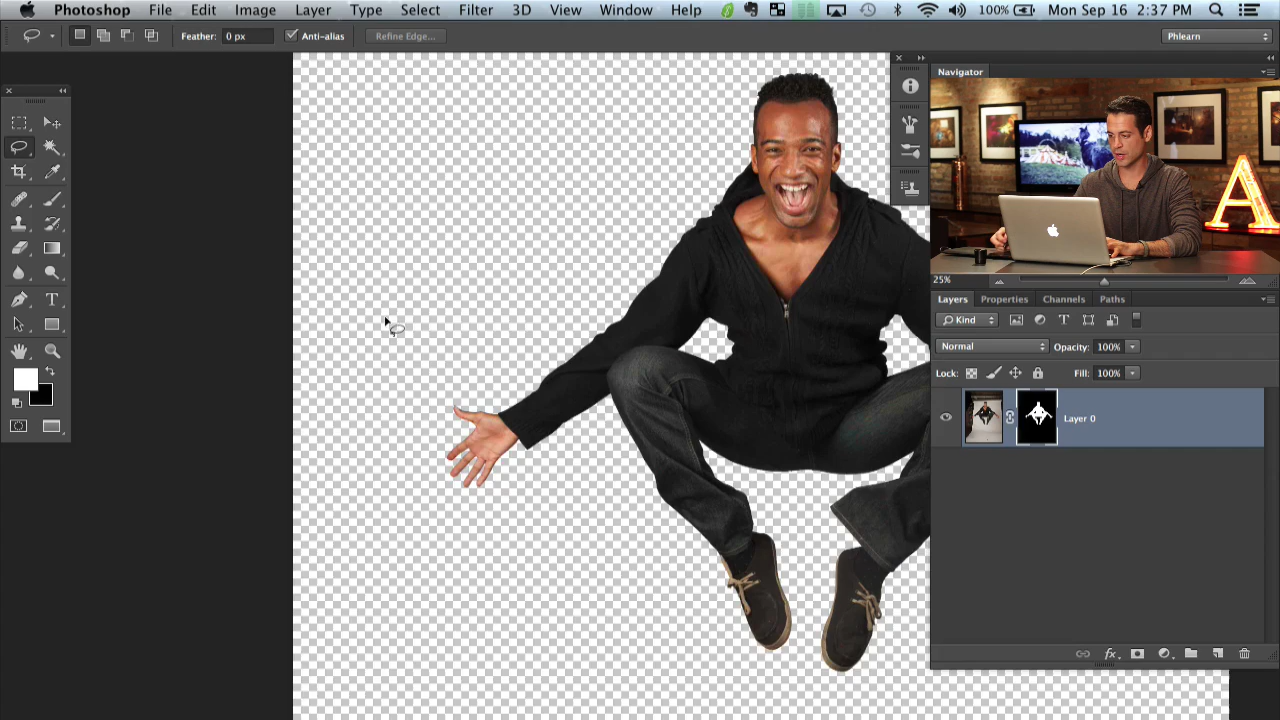 Photoshop File Edit Image Layer Type Select Filter 3D View Window Help 100% Mon Sep 16 2:37 PM
Feather: 0 px Anti-alias Refine Edge... Phlearn
Navigator
A
25%
Layers Properties Channels Paths
Kind T
Normal Opacity: 100%
Lock: Fill: 100%
Layer 0
fx
T